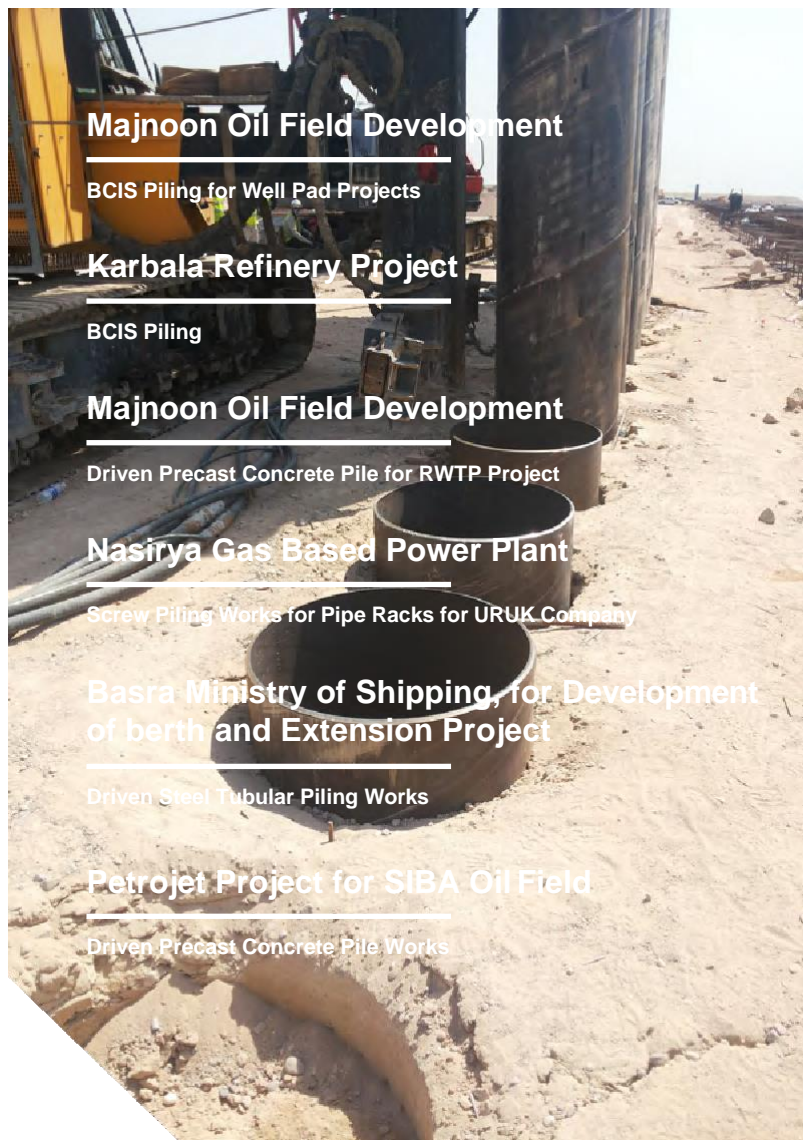 Majnoon Oil Field Development
BCIS Piling for Well Pad Projects
Karbala Refinery Project
BCIS Piling
Majnoon Oil Field Development
Driven Precast Concrete Pile for RWTP Project
Nasirya Gas Based Power Plant
Screw Piling Works for Pipe Racks for URUK Company
Basra Ministry of Shipping, for Development
of berth and Extension Project
Driven Steel Tubular Piling Works
Petrojet Project for SIBA Oil Field
Driven Precast Concrete Pile Works